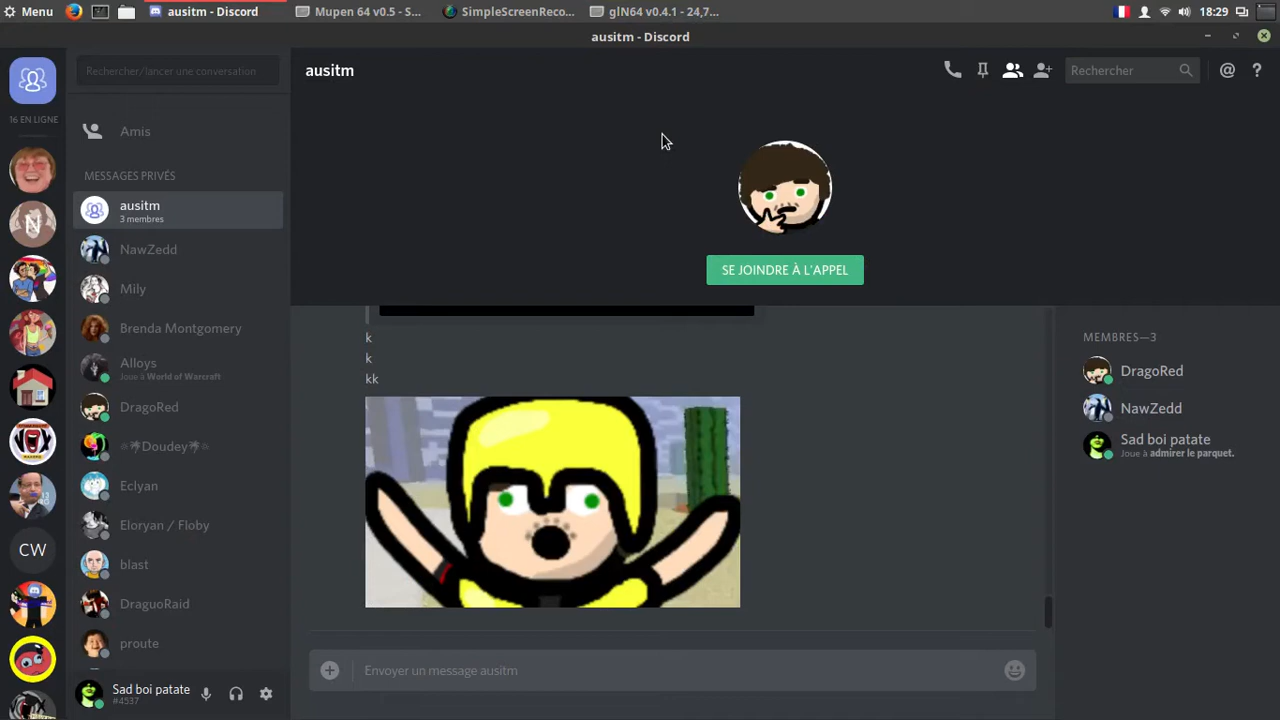 Menu
ausitm - Discord
Mupen 64 v0.5 - S...
SimpleScreenReco...
glN64 v0.4.1 - 24,7...
18:29
ausitm - Discord
Rechercher/lancer une conversation
ausitm
Rechercher
16 EN LIGNE
Amis
MESSAGES PRIVÉS
ausitm
3 membres
N
NawZedd
Mily
Brenda Montgomery
Alloys
Joue à World of Warcraft
DragoRed
Doudey
Eclyan
Eloryan / Floby
CW
blast
DraguoRaid
proute
Sad boi patate
#4537
SE JOINDRE À L'APPEL
k
k
kk
Envoyer un message ausitm
MEMBRES—3
DragoRed
NawZedd
Sad boi patate
Joue à admirer le parquet.